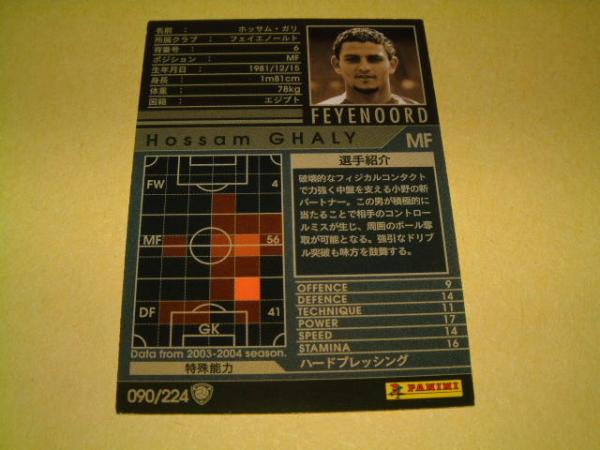 名前 : ホッサム・ガリ
所属クラブ : フェイエノールト
背番号 : 6
ポジション : MF
生年月日 : 1981/12/15
身長 : 1m81cm
体重 : 78kg
国籍 : エジプト
FEYENOORD
Hossam GHALY MF
選手紹介
破壊的なフィジカルコンタクト
で力強く中盤を支える小野の新
パートナー。この男が積極的に
当たることで相手のコントロー
ルミスが生じ、周囲のボール奪
取が可能となる。強引なドリブ
ル突破も味方を鼓舞する。
FW 4
MF 56
DF 41
GK
Data from 2003-2004 season.
OFFENCE 9
DEFENCE 14
TECHNIQUE 11
POWER 17
SPEED 14
STAMINA 16
特殊能力 ハードプレッシング
090/224
PANINI